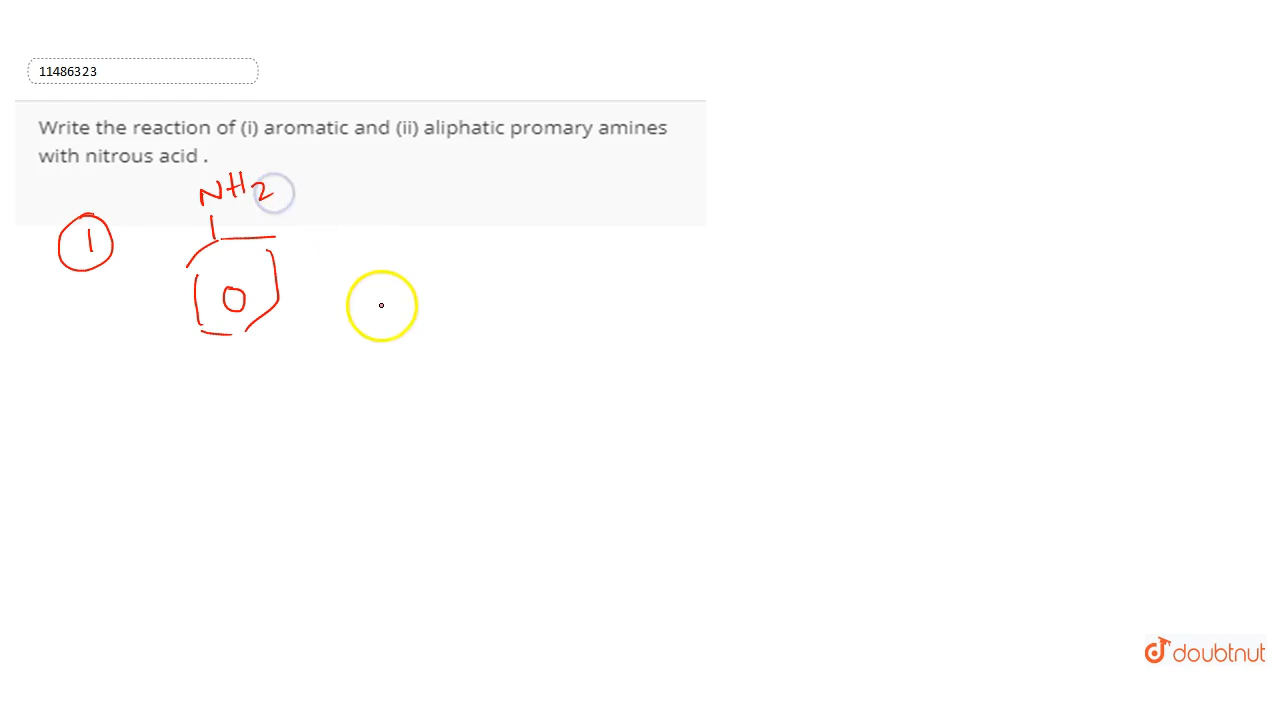 11486323
Write the reaction of (i) aromatic and (ii) aliphatic promary amines
with nitrous acid .
NH2
1
doubtnut